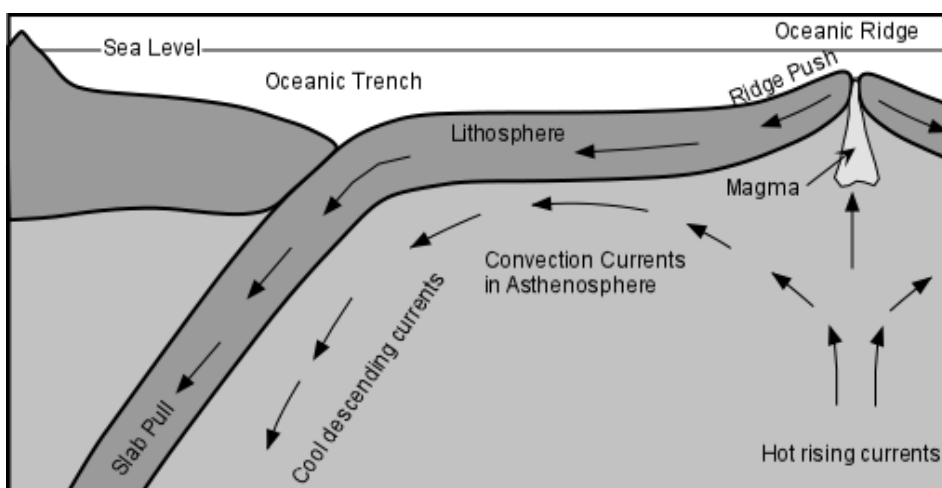 Oceanic Ridge
Sea Level
Oceanic Trench
Ridge Push
Lithosphere
Magma
Convection Currents
in Asthenosphere
Cool descending currents
Slab Pull
Hot rising currents